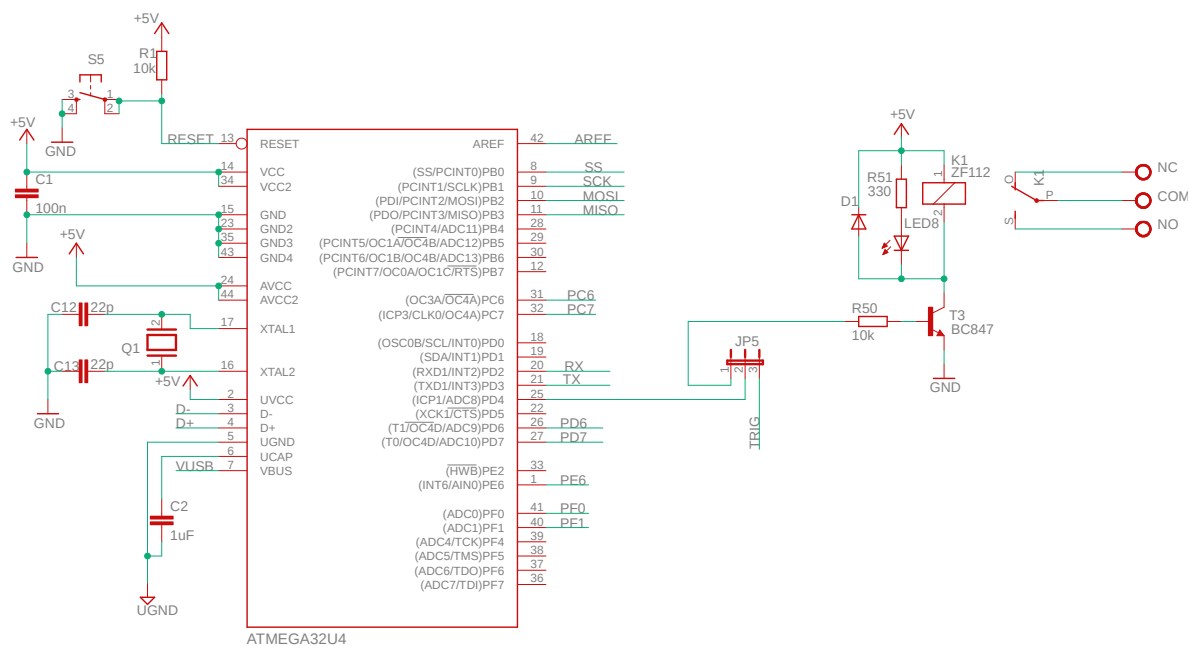 +5V
R1
10k
S5
3 1
4 2
GND
+5V
C1
100n
GND
+5V
RESET 13 RESET
14 VCC
34 VCC2
15 GND
23 GND2
35 GND3
43 GND4
24 AVCC
44 AVCC2
17 XTAL1
16 XTAL2
2 UVCC
D- 3 D-
D+ 4 D+
5 UGND
6 UCAP
VUSB 7 VBUS
C12 22p
2
Q1
1
C13 22p
+5V
GND
C2
1uF
UGND
AREF 42 AREF
(SS/PCINT0)PB0 8 SS
(PCINT1/SCLK)PB1 9 SCK
(PDI/PCINT2/MOSI)PB2 10 MOSI
(PDO/PCINT3/MISO)PB3 11 MISO
(PCINT4/ADC11)PB4 28
(PCINT5/OC1A/OC4B/ADC12)PB5 29
(PCINT6/OC1B/OC4B/ADC13)PB6 30
(PCINT7/OC0A/OC1C/RTS)PB7 12
(OC3A/OC4A)PC6 31 PC6
(ICP3/CLK0/OC4A)PC7 32 PC7
(OSC0B/SCL/INT0)PD0 18
(SDA/INT1)PD1 19
(RXD1/INT2)PD2 20 RX
(TXD1/INT3)PD3 21 TX
(ICP1/ADC8)PD4 25
(XCK1/CTS)PD5 22
(T1/OC4D/ADC9)PD6 26 PD6
(T0/OC4D/ADC10)PD7 27 PD7
(HWB)PE2 33
(INT6/AIN0)PE6 1 PE6
(ADC0)PF0 41 PF0
(ADC1)PF1 40 PF1
(ADC4/TCK)PF4 39
(ADC5/TMS)PF5 38
(ADC6/TDO)PF6 37
(ADC7/TDI)PF7 36
ATMEGA32U4
JP5
1 2 3
TRIG
+5V
D1
R51
330
LED8
K1
ZF112
1
2
R50
10k
T3
BC847
GND
K1
O
P
S
NC
COM
NO